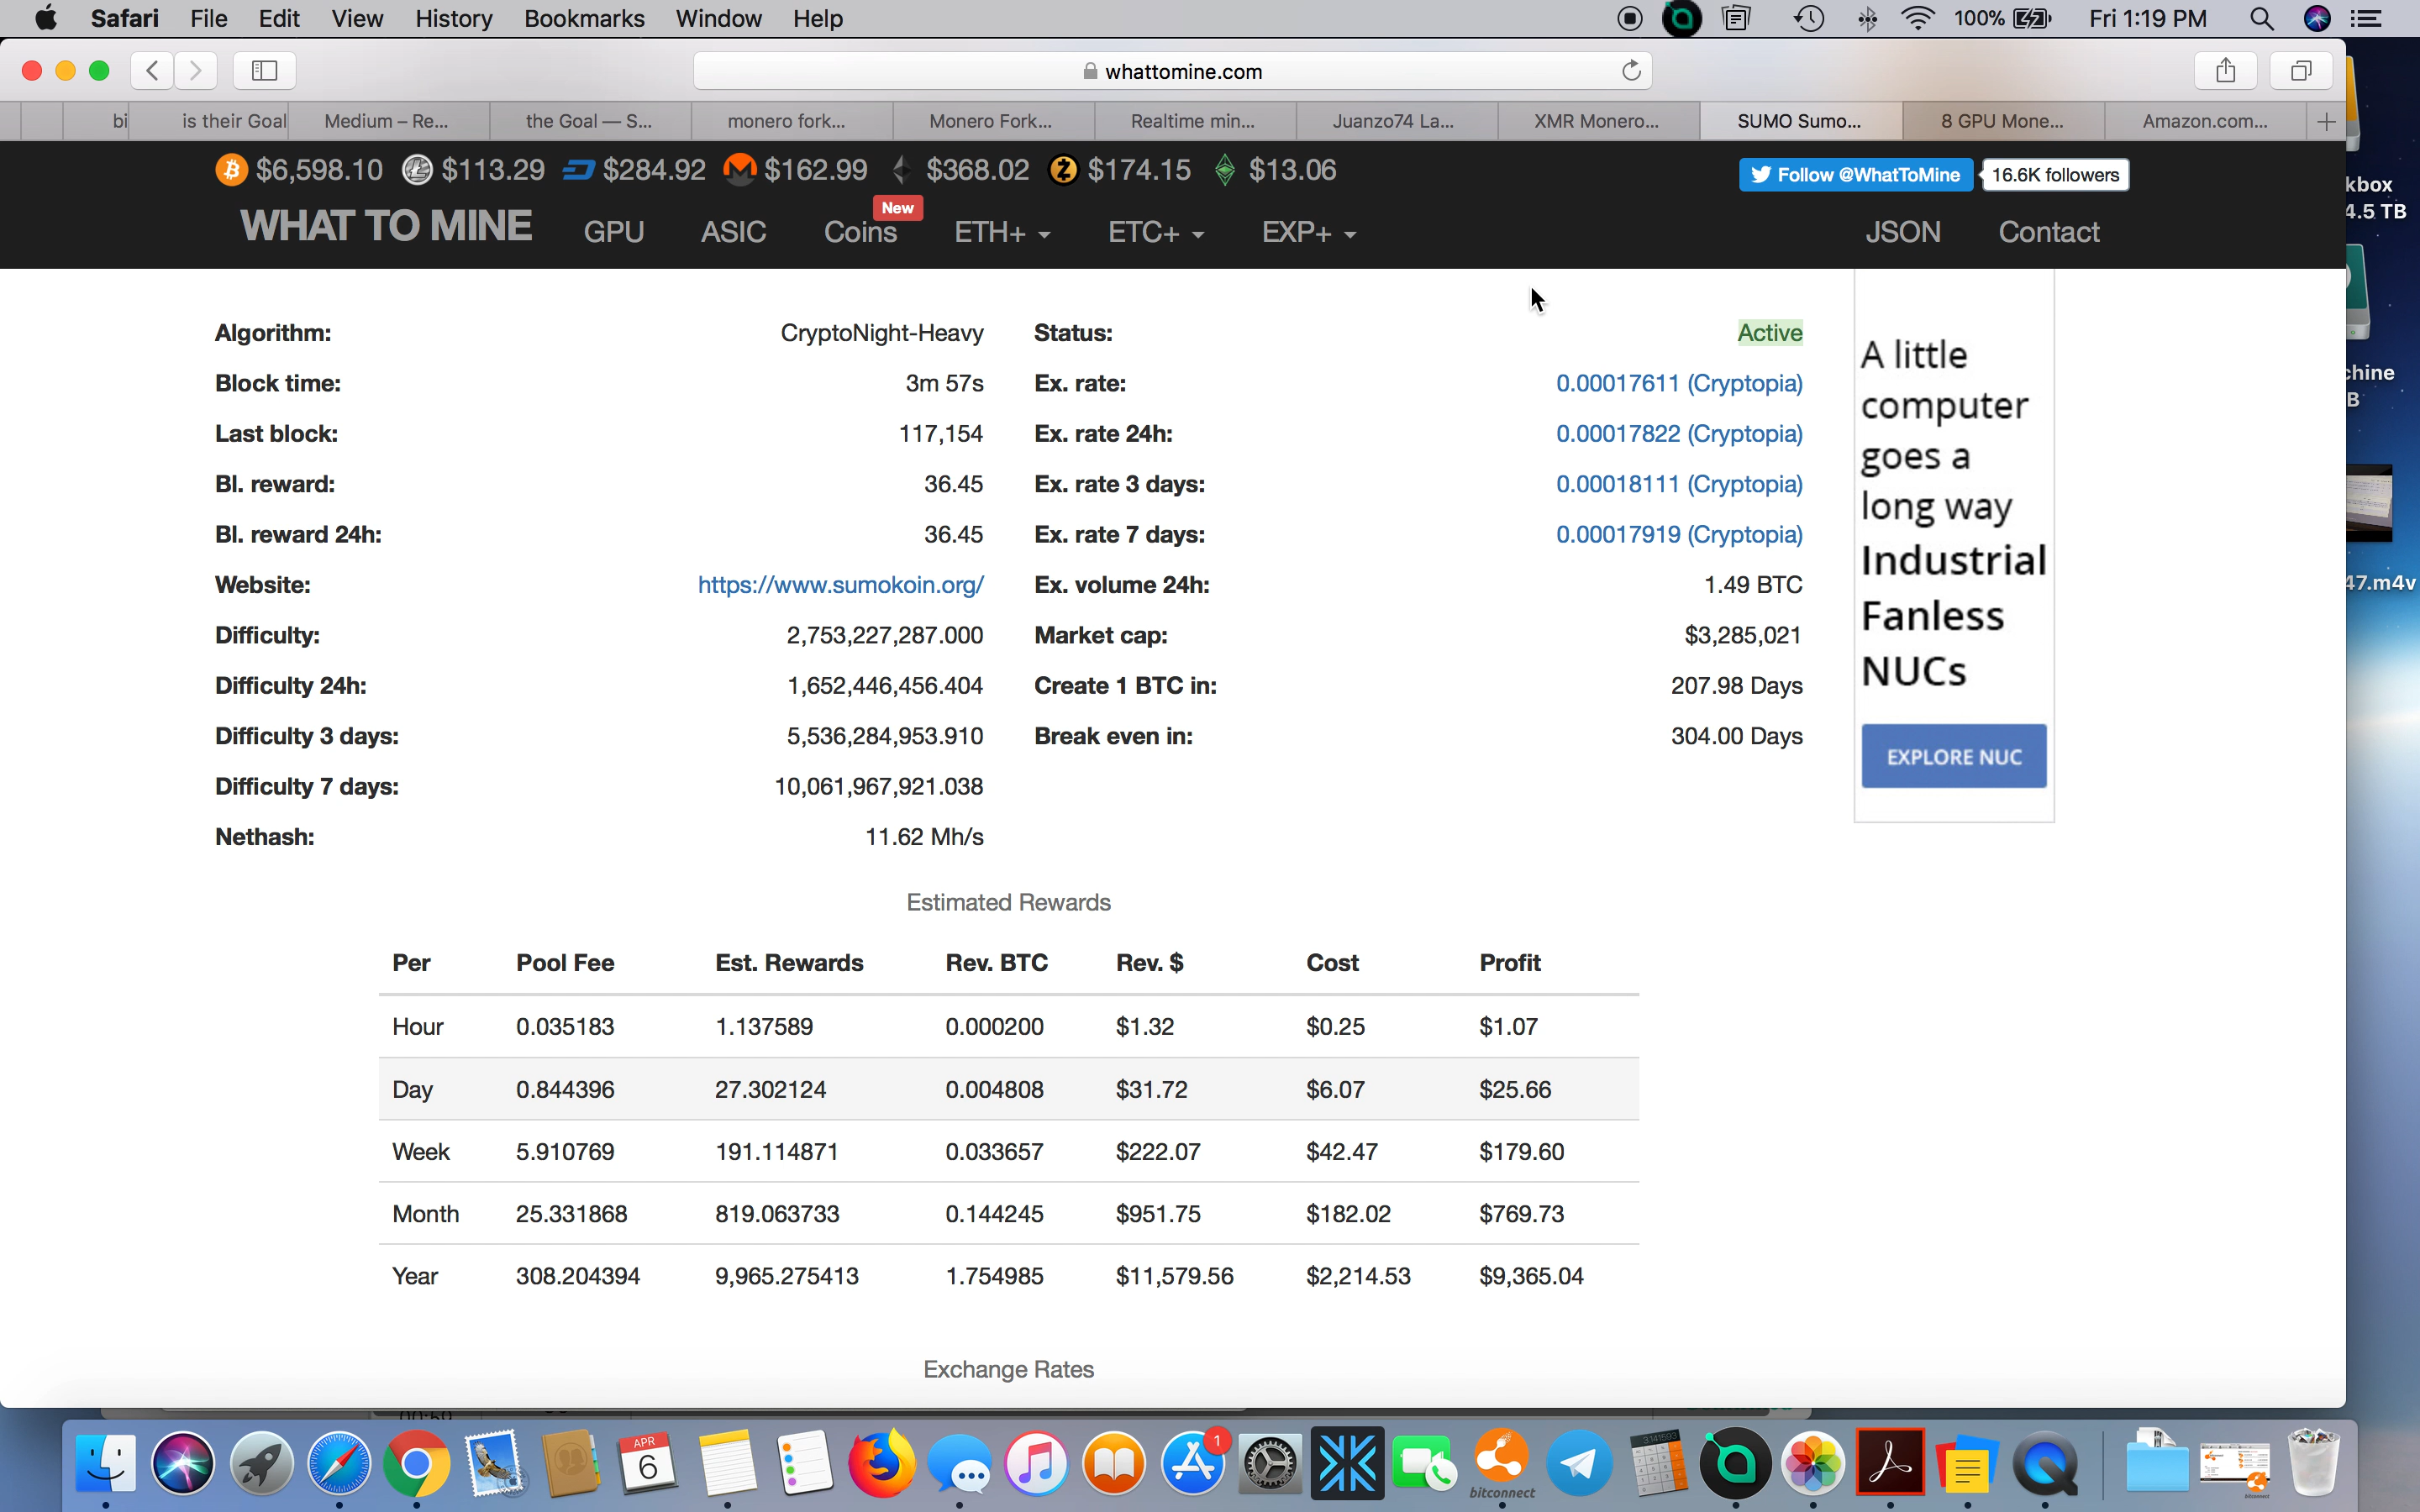 Safari File Edit View History Bookmarks Window Help 100% Fri 1:19 PM
whattomine.com
bi is their Goal Medium – Re... the Goal — S... monero fork... Monero Fork... Realtime min... Juanzo74 La... XMR Monero... SUMO Sumo... 8 GPU Mone... Amazon.com... +
$6,598.10 $113.29 $284.92 $162.99 $368.02 $174.15 $13.06
Follow @WhatToMine 16.6K followers
WHAT TO MINE GPU ASIC Coins New ETH+ ETC+ EXP+ JSON Contact
Algorithm: CryptoNight-Heavy Status: Active
Block time: 3m 57s Ex. rate: 0.00017611 (Cryptopia)
Last block: 117,154 Ex. rate 24h: 0.00017822 (Cryptopia)
Bl. reward: 36.45 Ex. rate 3 days: 0.00018111 (Cryptopia)
Bl. reward 24h: 36.45 Ex. rate 7 days: 0.00017919 (Cryptopia)
Website: https://www.sumokoin.org/ Ex. volume 24h: 1.49 BTC
Difficulty: 2,753,227,287.000 Market cap: $3,285,021
Difficulty 24h: 1,652,446,456.404 Create 1 BTC in: 207.98 Days
Difficulty 3 days: 5,536,284,953.910 Break even in: 304.00 Days
Difficulty 7 days: 10,061,967,921.038
Nethash: 11.62 Mh/s
A little
computer
goes a
long way
Industrial
Fanless
NUCs
EXPLORE NUC
kbox
4.5 TB
chine
B
47.m4v
Estimated Rewards
Per Pool Fee Est. Rewards Rev. BTC Rev. $ Cost Profit
Hour 0.035183 1.137589 0.000200 $1.32 $0.25 $1.07
Day 0.844396 27.302124 0.004808 $31.72 $6.07 $25.66
Week 5.910769 191.114871 0.033657 $222.07 $42.47 $179.60
Month 25.331868 819.063733 0.144245 $951.75 $182.02 $769.73
Year 308.204394 9,965.275413 1.754985 $11,579.56 $2,214.53 $9,365.04
Exchange Rates
APR
6
1
bitconnect